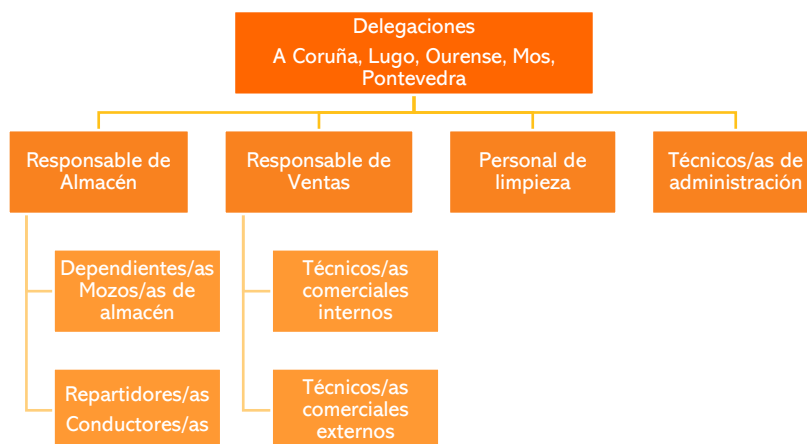 Delegaciones
A Coruña, Lugo, Ourense, Mos,
Pontevedra
Responsable de
Almacén
Responsable de
Ventas
Personal de
limpieza
Técnicos/as de
administración
Dependientes/as
Mozos/as de
almacén
Técnicos/as
comerciales
internos
Repartidores/as
Conductores/as
Técnicos/as
comerciales
externos